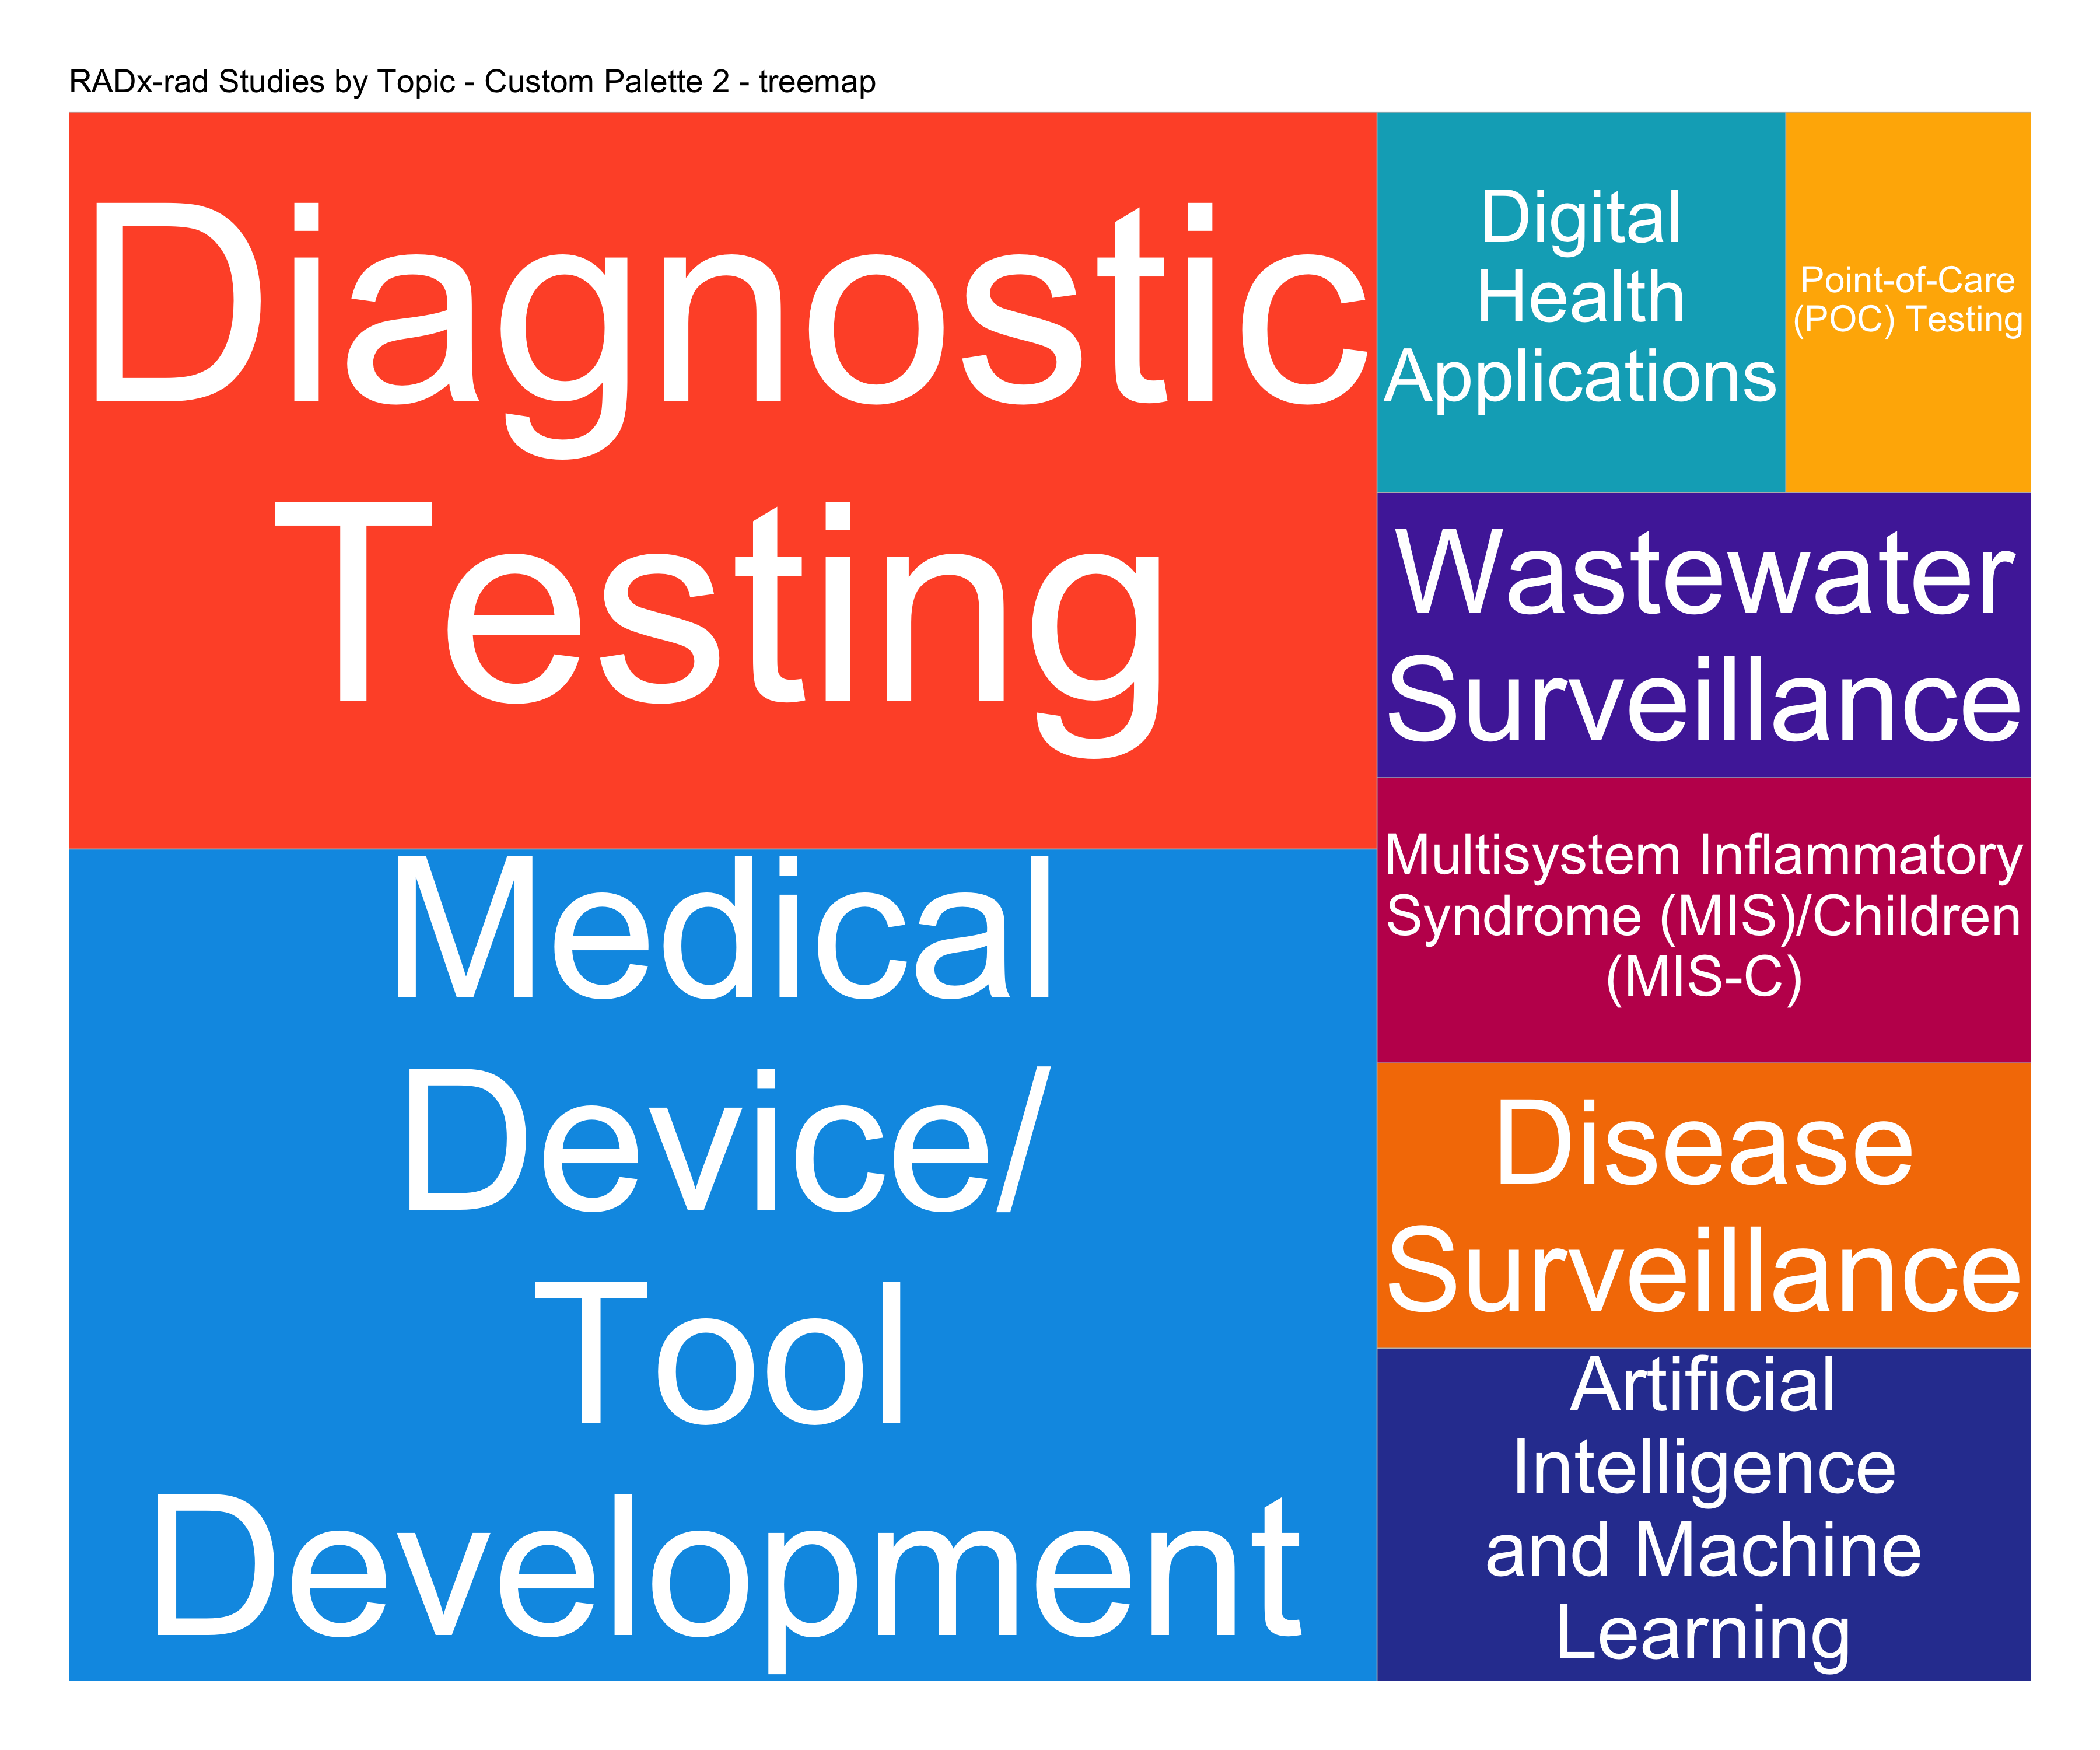 RADx-rad Studies by Topic - Custom Palette 2 - treemap
Diagnostic
Testing
Medical
Device/
Tool
Development
Digital
Health
Applications
Point-of-Care
(POC) Testing
Wastewater
Surveillance
Multisystem Inflammatory
Syndrome (MIS)/Children
(MIS-C)
Disease
Surveillance
Artificial
Intelligence
and Machine
Learning